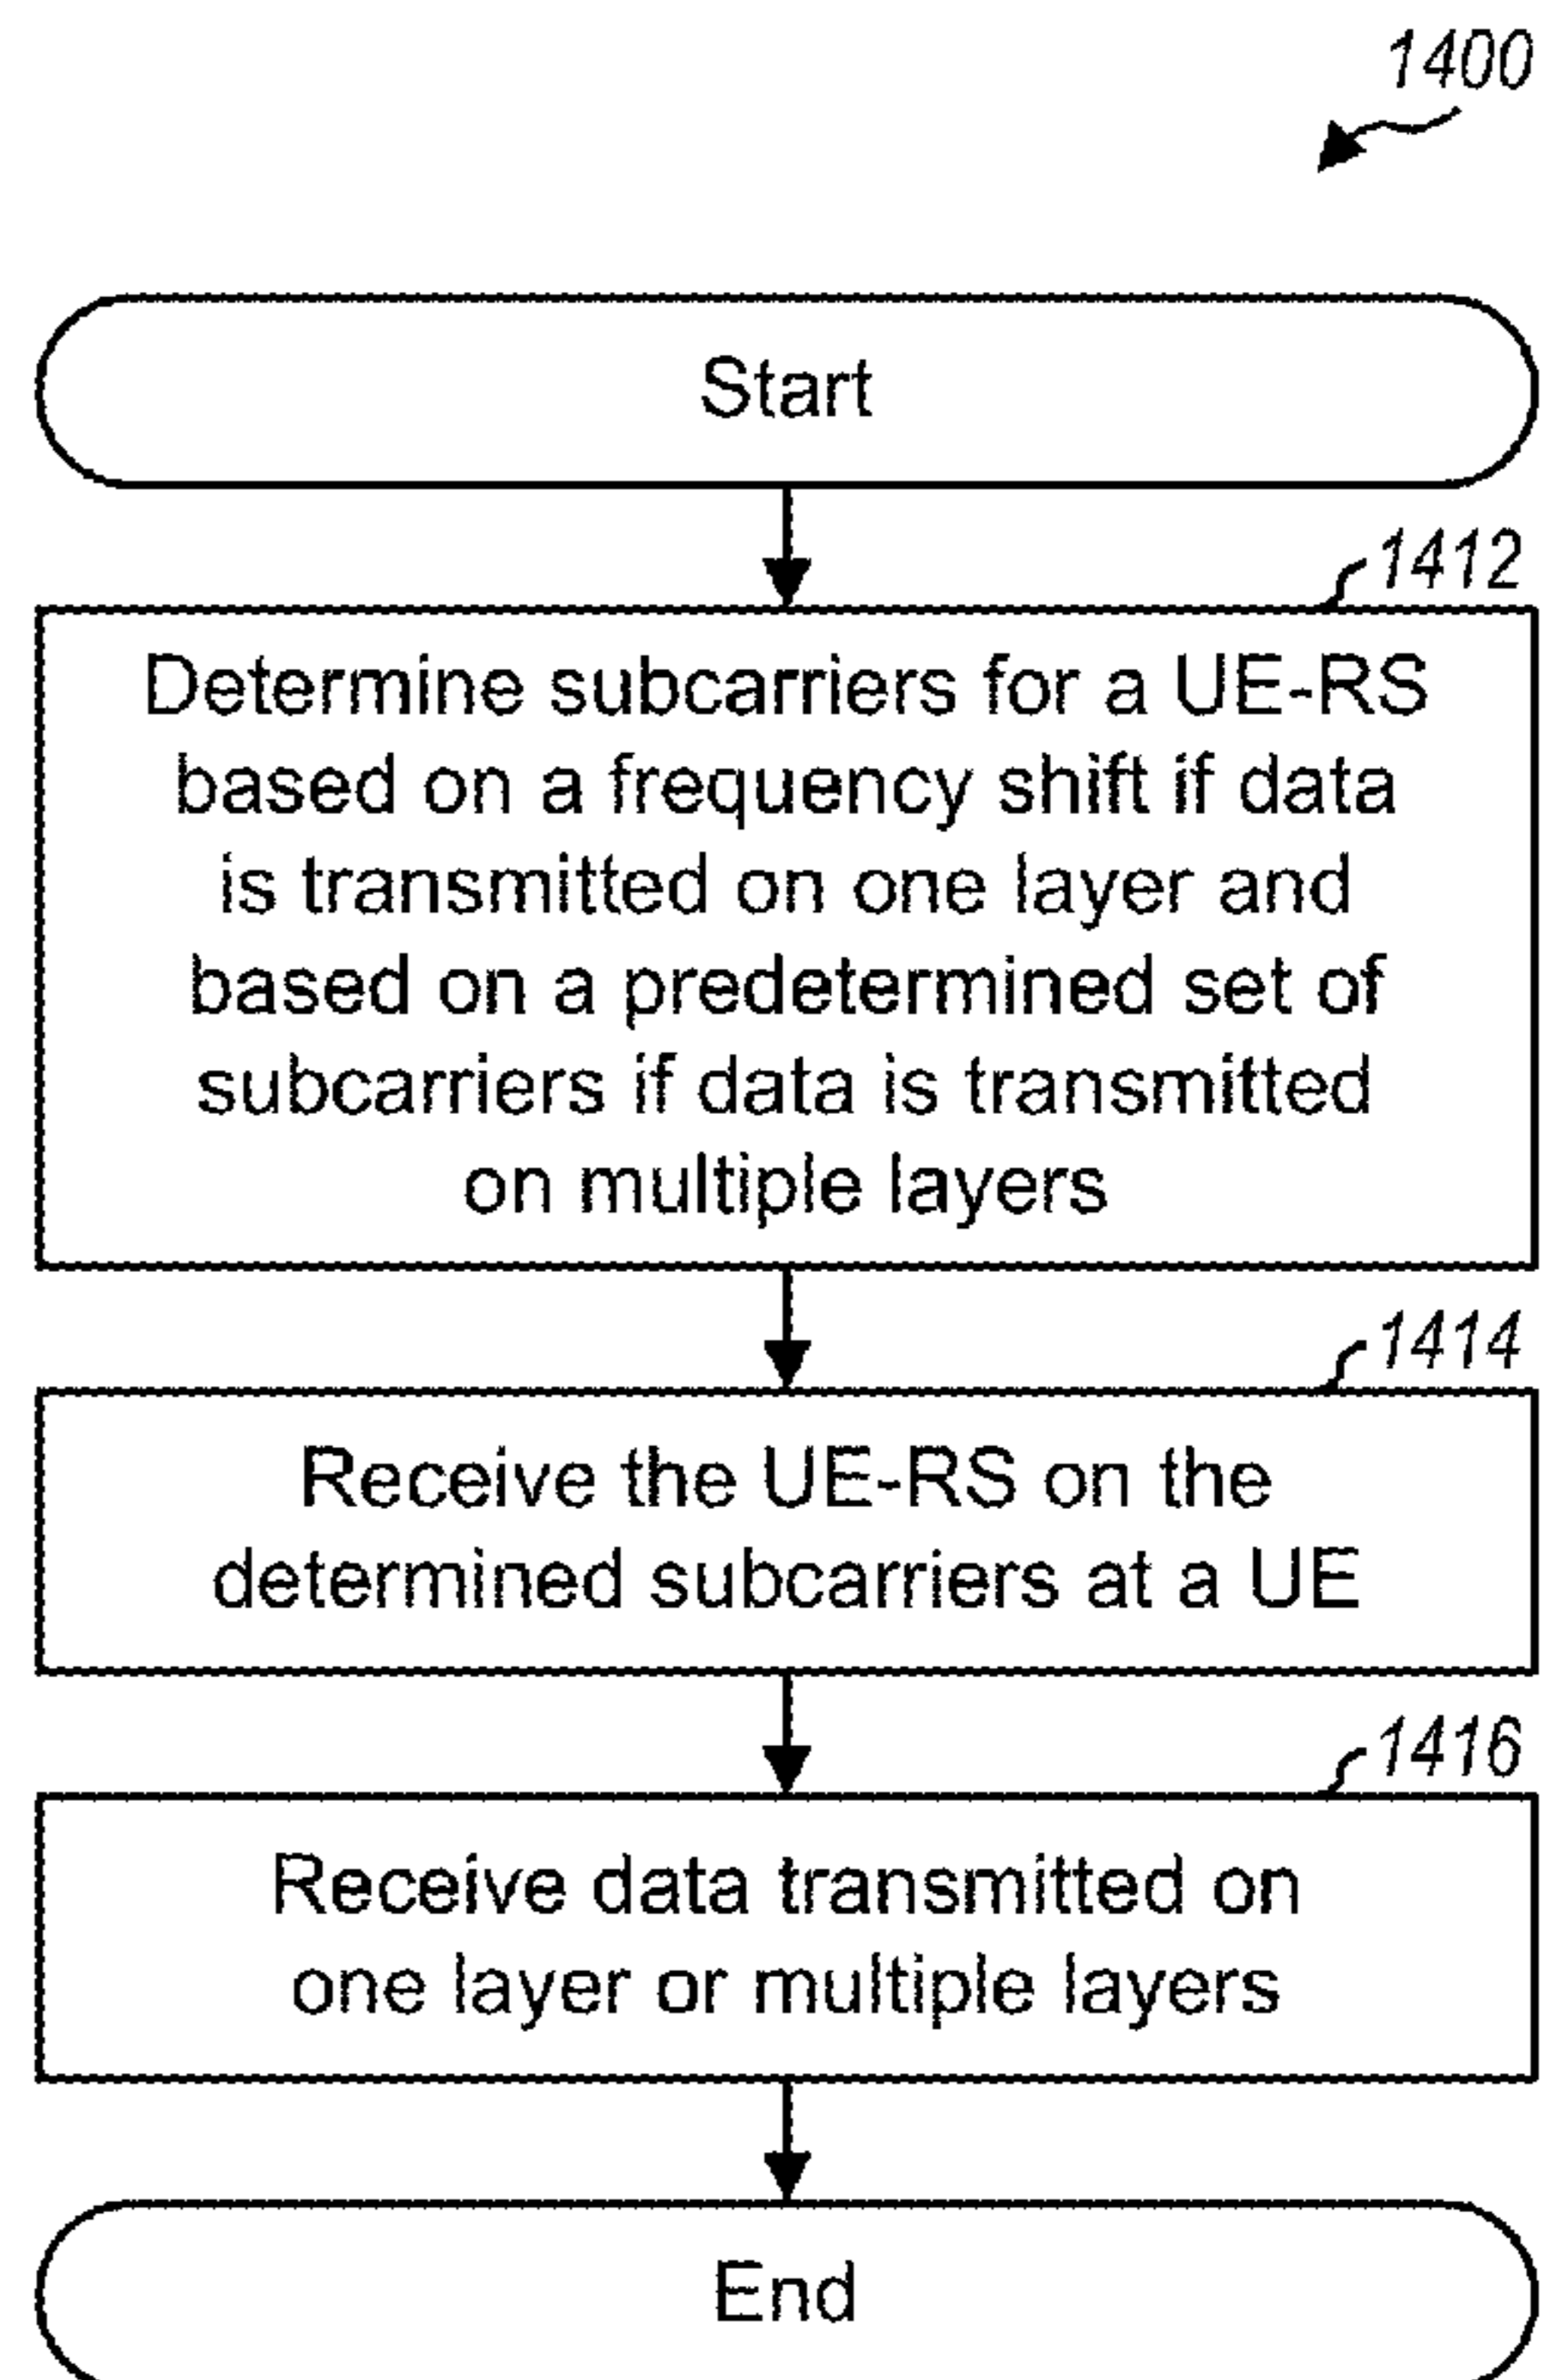 1400
Start
1412
Determine subcarriers for a UE-RS
based on a frequency shift if data
is transmitted on one layer and
based on a predetermined set of
subcarriers if data is transmitted
on multiple layers
1414
Receive the UE-RS on the
determined subcarriers at a UE
1416
Receive data transmitted on
one layer or multiple layers
End